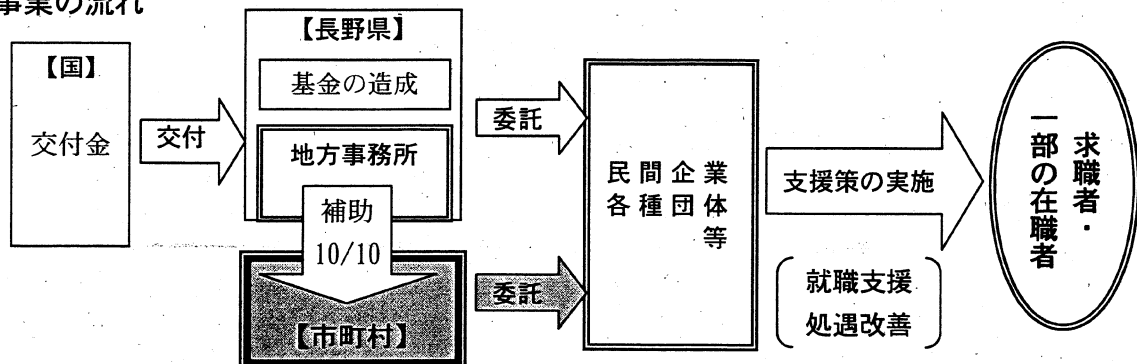 事業の流れ
【国】
交付金
交付
【長野県】
基金の造成
地方事務所
補助
10/10
【市町村】
委託
委託
民間企業
各種団体
等
支援策の実施
就職支援
処遇改善
求職者・
一部の在職者